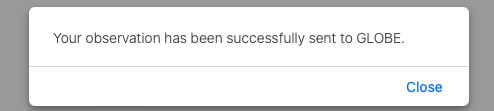 Your observation has been successfully sent to GLOBE.
Close